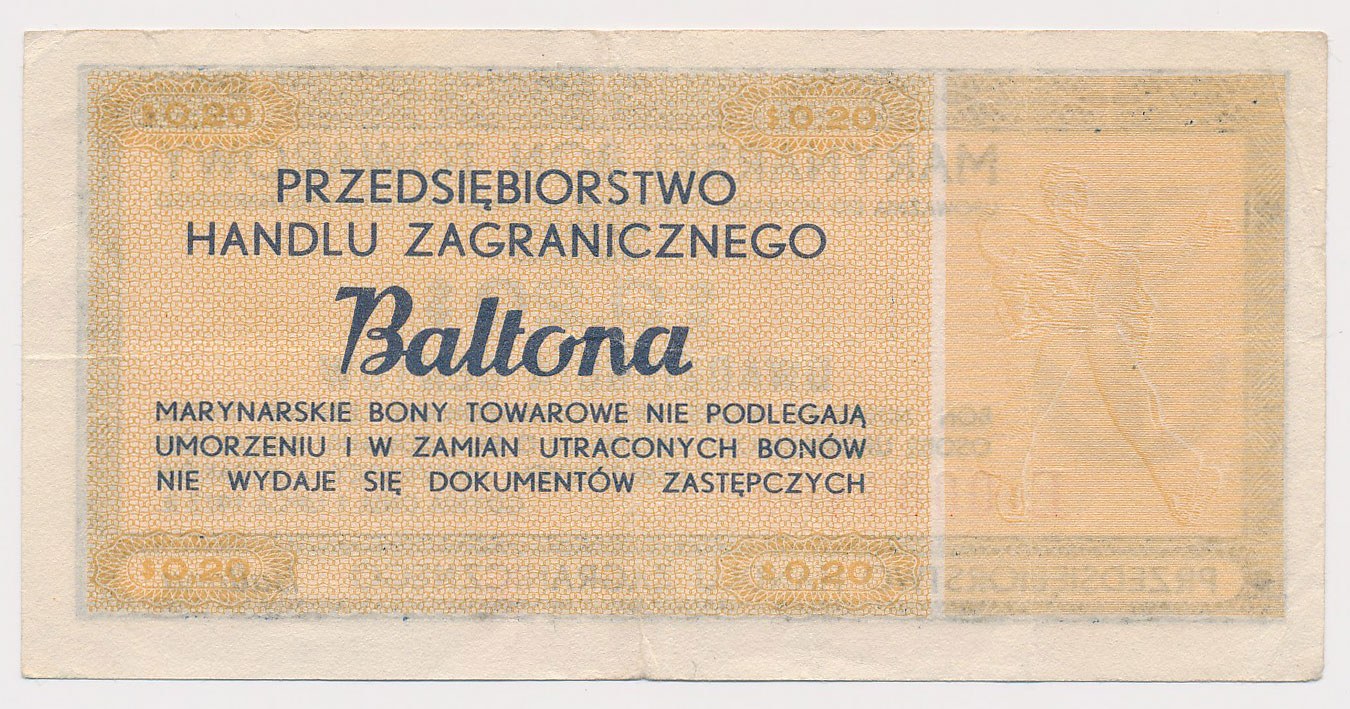 $0.20 $0.20
PRZEDSIĘBIORSTWO
HANDLU ZAGRANICZNEGO
Baltona
MARYNARSKIE BONY TOWAROWE NIE PODLEGAJĄ
UMORZENIU I W ZAMIAN UTRACONYCH BONÓW
NIE WYDAJE SIĘ DOKUMENTÓW ZASTĘPCZYCH
$0.20 $0.20